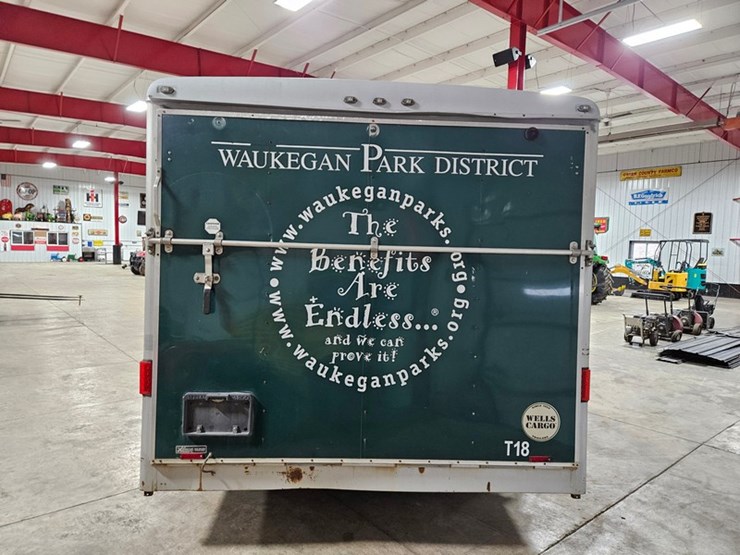 WAUKEGAN PARK DISTRICT
www.waukeganparks.org
The
Benefits
Are
Endless...®
and we can
prove it!
www.waukeganparks.org
WELLS
CARGO
T18